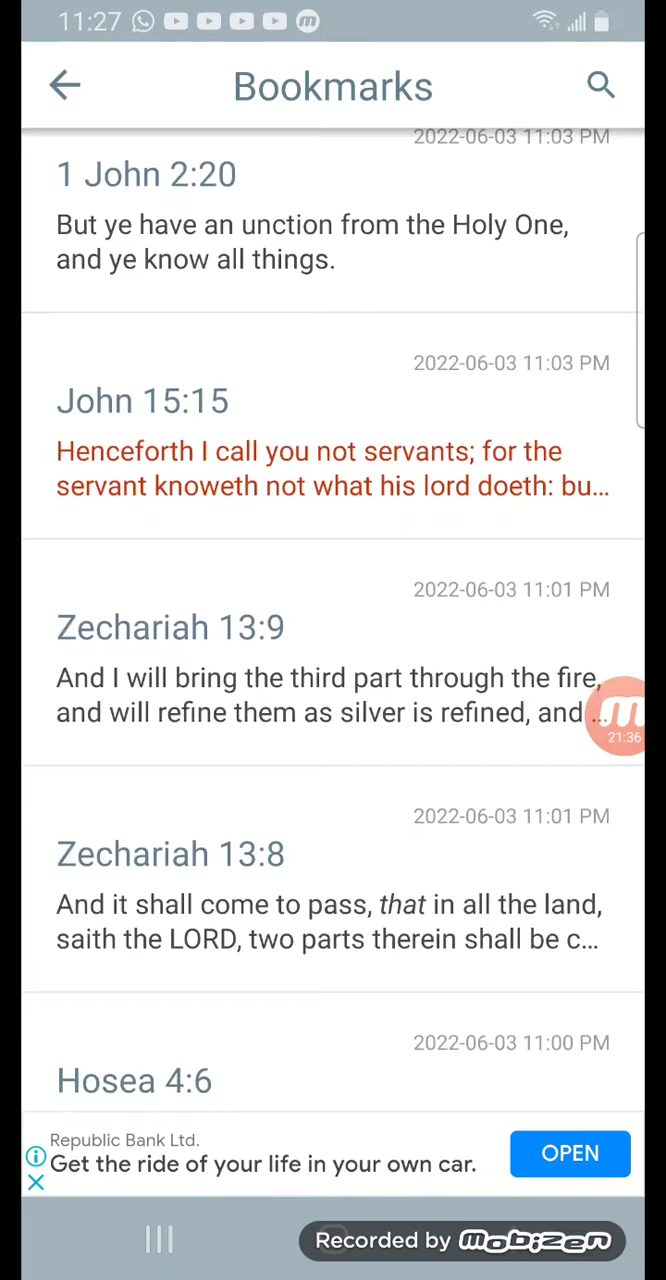 11:27
Bookmarks
2022-06-03 11:03 PM
1 John 2:20
But ye have an unction from the Holy One,
and ye know all things.
2022-06-03 11:03 PM
John 15:15
Henceforth I call you not servants; for the
servant knoweth not what his lord doeth: bu...
2022-06-03 11:01 PM
Zechariah 13:9
And I will bring the third part through the fire,
and will refine them as silver is refined, and ...
21:36
2022-06-03 11:01 PM
Zechariah 13:8
And it shall come to pass, that in all the land,
saith the LORD, two parts therein shall be c...
2022-06-03 11:00 PM
Hosea 4:6
Republic Bank Ltd.
Get the ride of your life in your own car.
OPEN
Recorded by mobizen